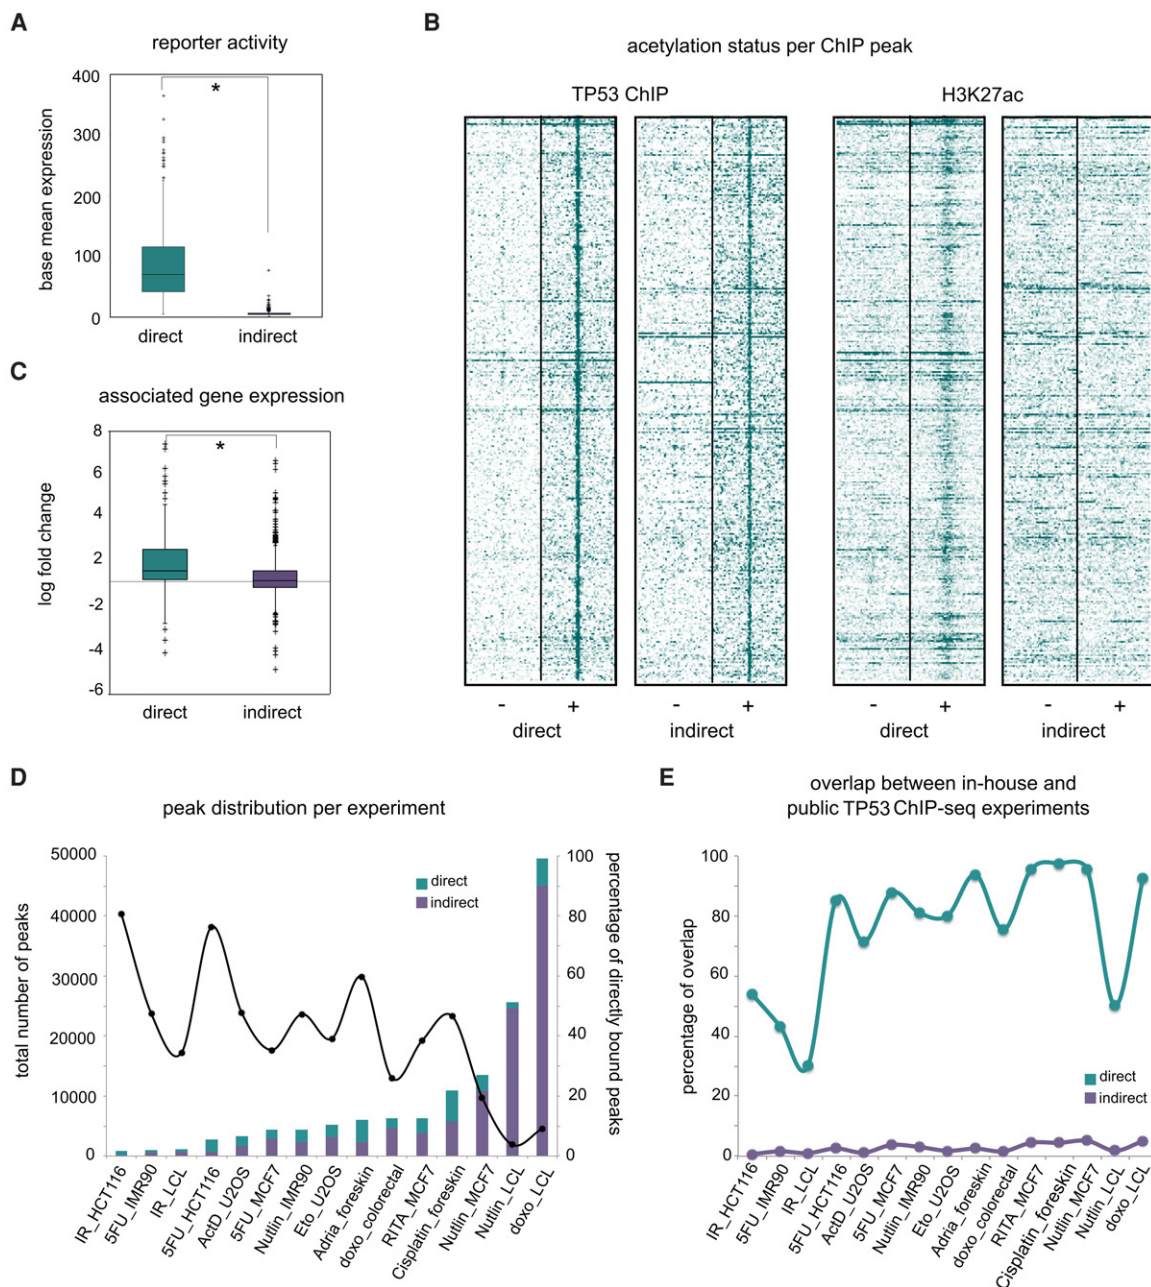 A
reporter activity
base mean expression
400
300
200
100
0
*
direct
indirect
B
acetylation status per ChIP peak
TP53 ChIP
H3K27ac
- + - + - + - +
direct
indirect
direct
indirect
C
associated gene expression
log fold change
8
6
4
2
-2
-4
-6
*
direct
indirect
D
peak distribution per experiment
total number of peaks
50000
40000
30000
20000
10000
0
direct
indirect
100
80
60
40
20
0
percentage of directly bound peaks
IR_HCT116
5FU_IMR90
IR_LCL
5FU_HCT116
ActD_U2OS
5FU_MCF7
Nutlin_IMR90
Eto_U2OS
Adria_foreskin
doxo_colorectal
RITA_MCF7
Cisplatin_foreskin
Nutlin_MCF7
Nutlin_LCL
doxo_LCL
E
overlap between in-house and
public TP53 ChIP-seq experiments
percentage of overlap
100
80
60
40
20
0
direct
indirect
IR_HCT116
5FU_IMR90
IR_LCL
5FU_HCT116
ActD_U2OS
5FU_MCF7
Nutlin_IMR90
Eto_U2OS
Adria_foreskin
doxo_colorectal
RITA_MCF7
Cisplatin_foreskin
Nutlin_MCF7
Nutlin_LCL
doxo_LCL